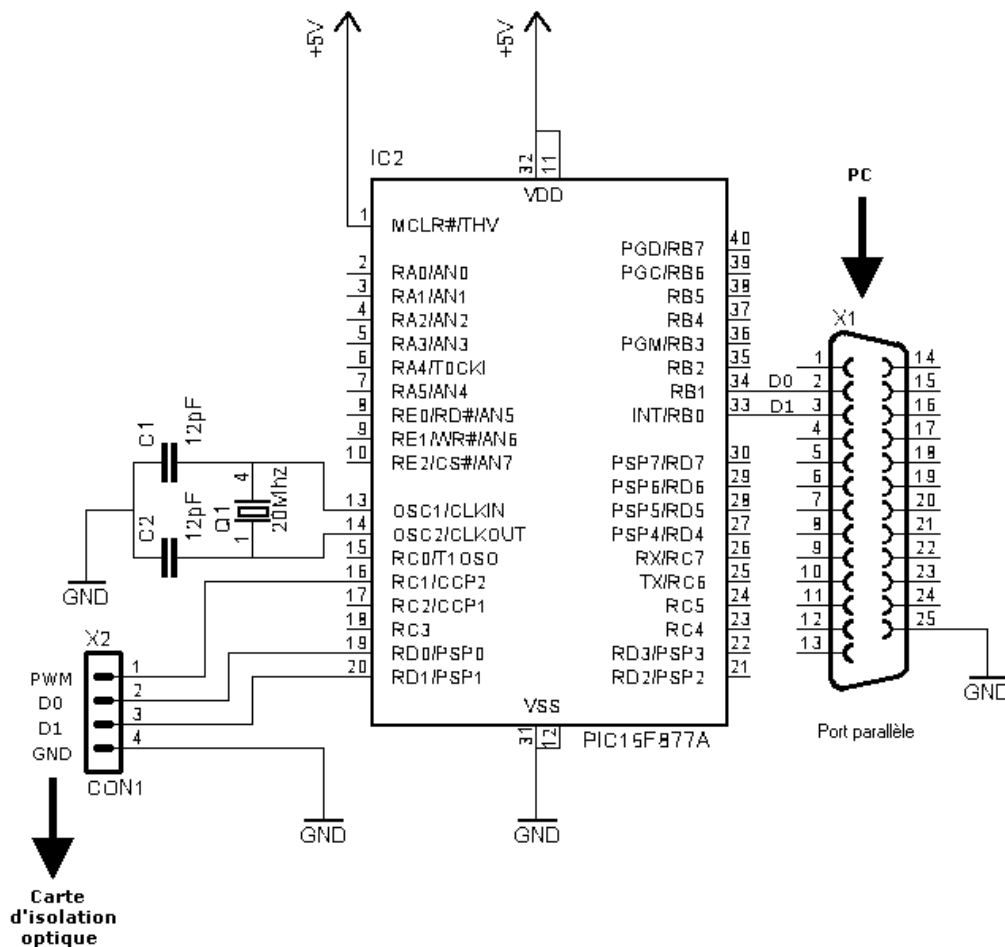 +5V
+5V
IC2
32
11
VDD
PC
1
MCLR#/THV
PGD/RB7
40
2
RA0/AN0
PGC/RB6
39
3
RA1/AN1
RB5
38
4
RA2/AN2
RB4
37
5
RA3/AN3
PGM/RB3
36
6
RA4/T0CKI
RB2
35
7
RA5/AN4
RB1
34
D0
8
RE0/RD#/AN5
INT/RB0
33
D1
9
RE1/WR#/AN6
10
RE2/CS#/AN7
PSP7/RD7
30
PSP6/RD6
29
13
OSC1/CLKIN
PSP5/RD5
28
14
OSC2/CLKOUT
PSP4/RD4
27
15
RC0/T1OSO
RX/RC7
26
16
RC1/CCP2
TX/RC6
25
17
RC2/CCP1
RC5
24
18
RC3
RC4
23
19
RD0/PSP0
RD3/PSP3
22
20
RD1/PSP1
RD2/PSP2
21
VSS
31
12
PIC16F877A
GND
C1
12pF
C2
12pF
4
Q1
1
20Mhz
GND
X2
PWM
1
D0
2
D1
3
GND
4
CON1
GND
Carte
d'isolation
optique
X1
1
2
3
4
5
6
7
8
9
10
11
12
13
14
15
16
17
18
19
20
21
22
23
24
25
GND
Port parallèle